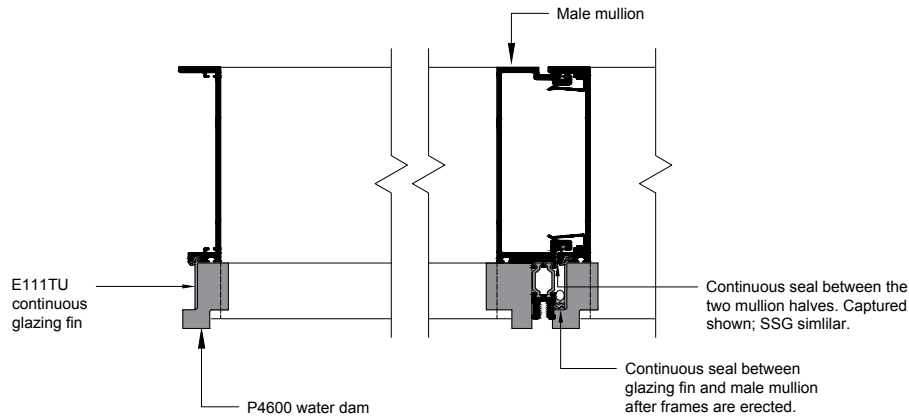 Male mullion
E111TU
continuous
glazing fin
Continuous seal between the
two mullion halves. Captured
shown; SSG simlilar.
Continuous seal between
glazing fin and male mullion
after frames are erected.
P4600 water dam